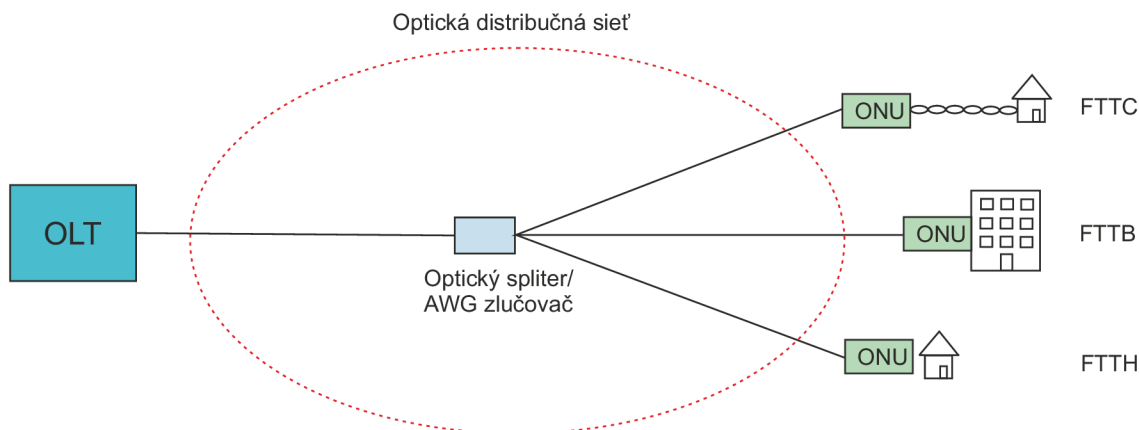 Optická distribučná sieť
ONU
FTTC
OLT
ONU
FTTB
Optický spliter/
AWG zlučovač
ONU
FTTH